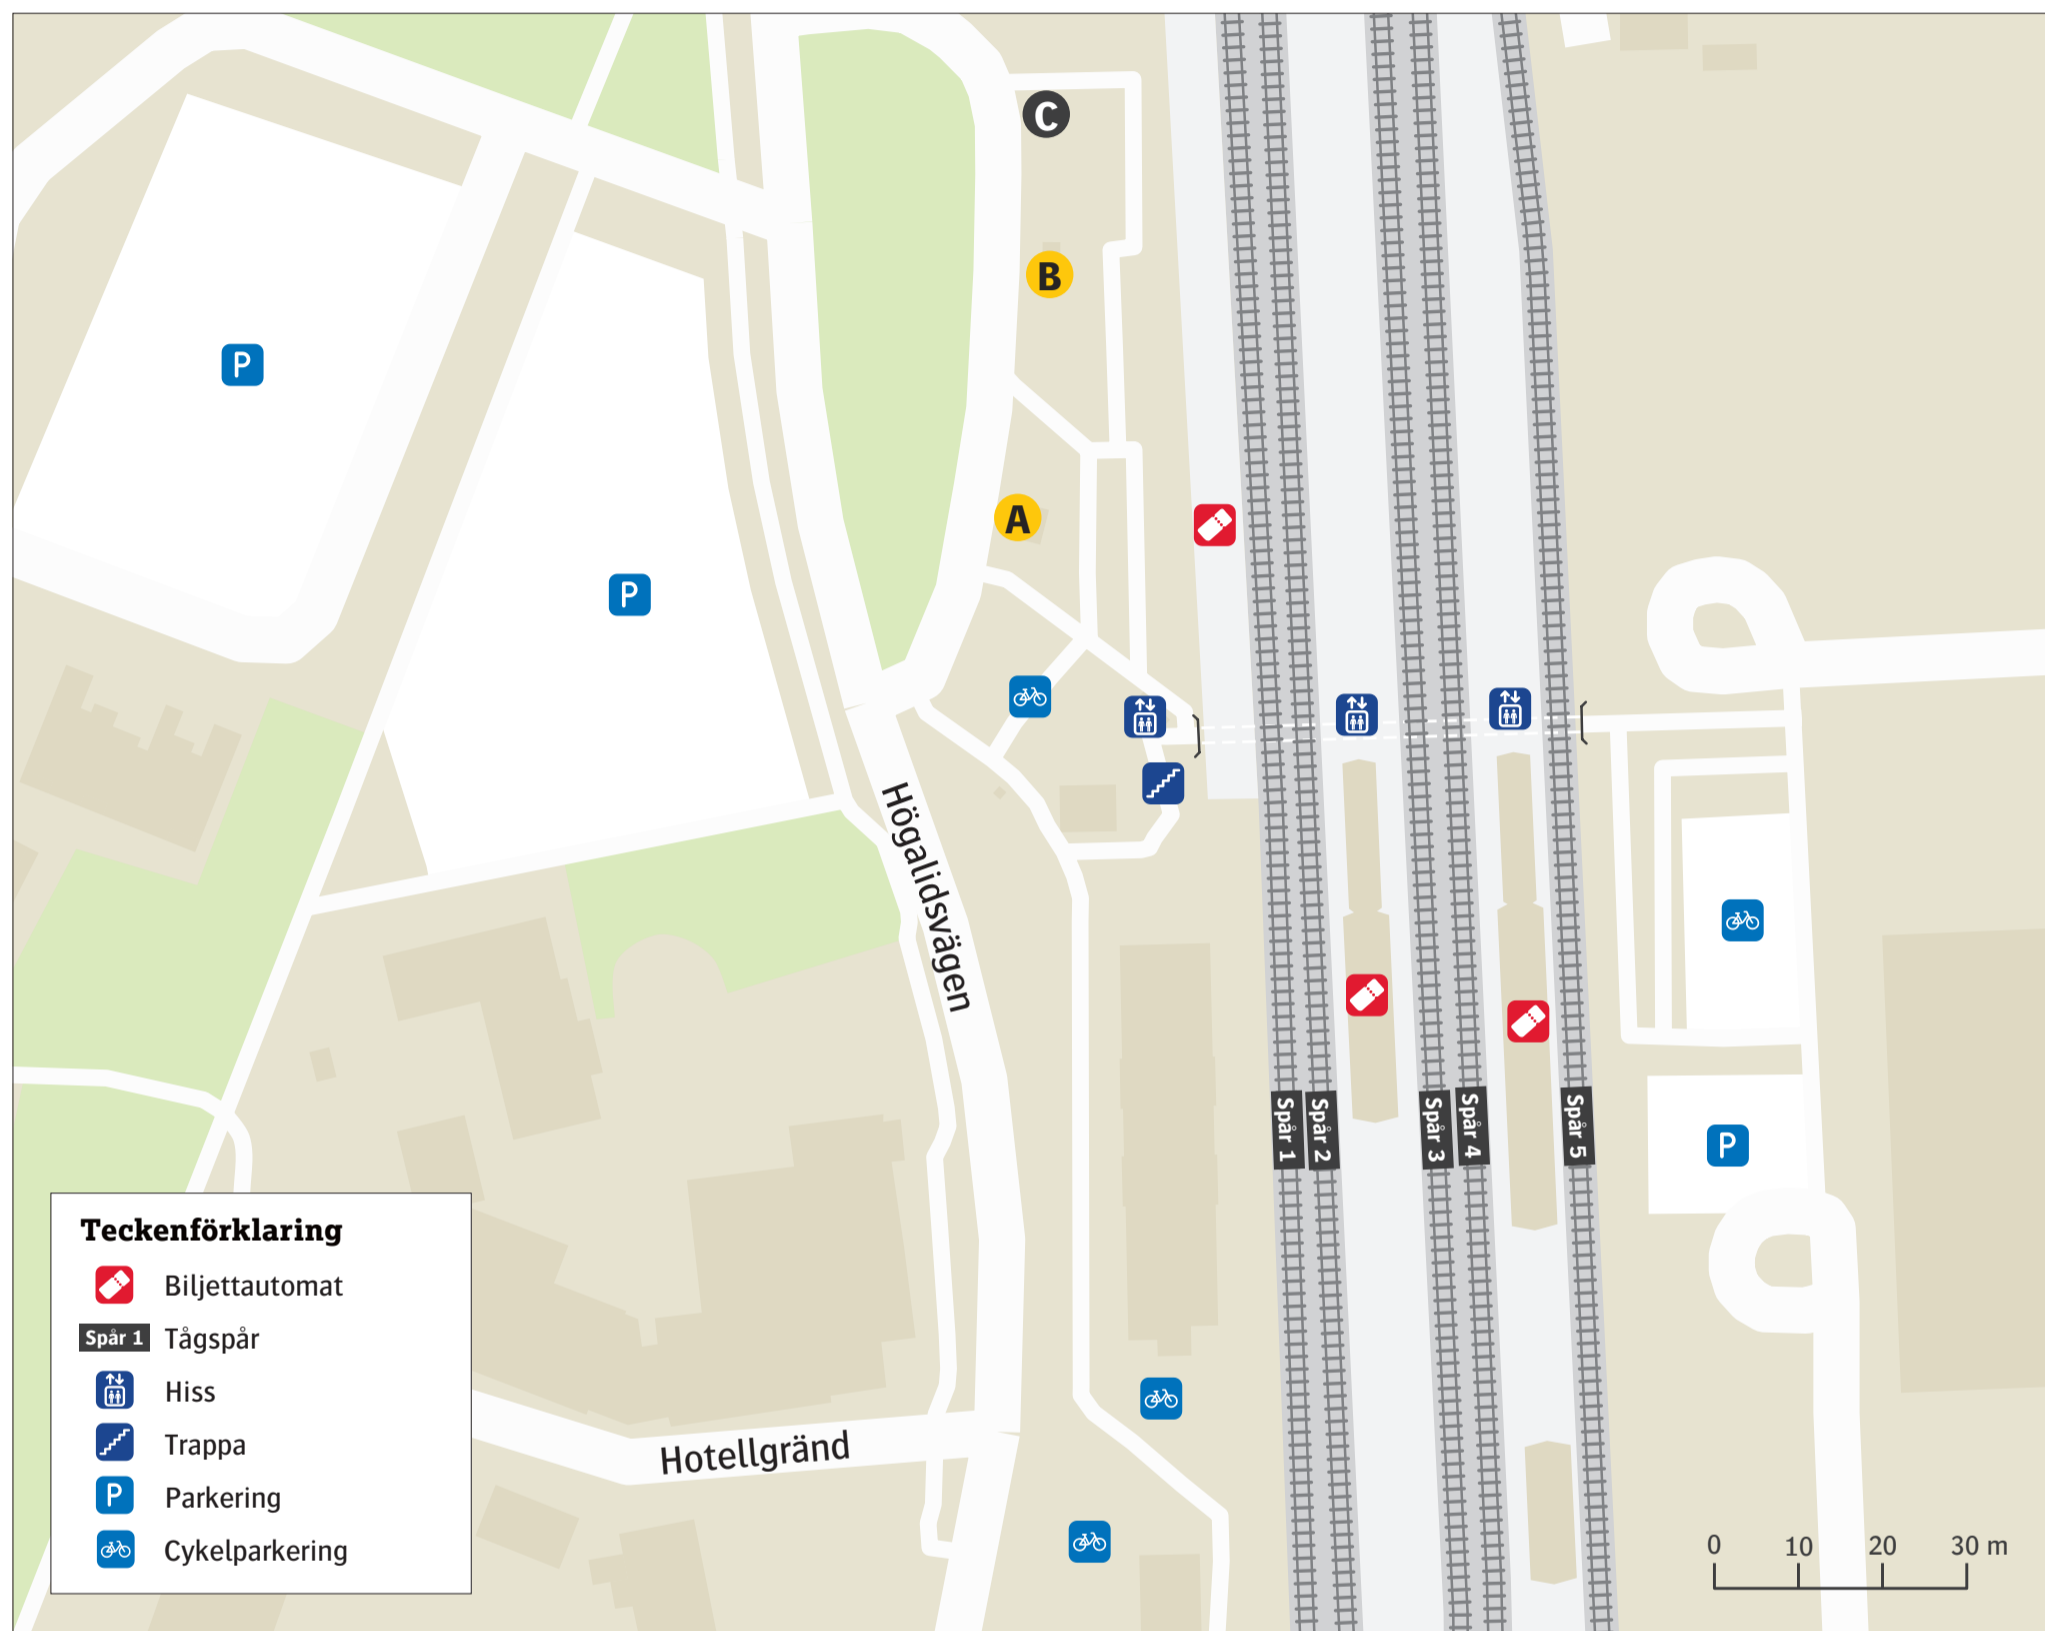 C
B
P
A
P
Högalidsvägen
Spår 1
Spår 2
Spår 3
Spår 4
Spår 5
P
Teckenförklaring
Biljettautomat
Spår 1 Tågspår
Hiss
Trappa
P Parkering
Cykelparkering
Hotellgränd
0 10 20 30 m